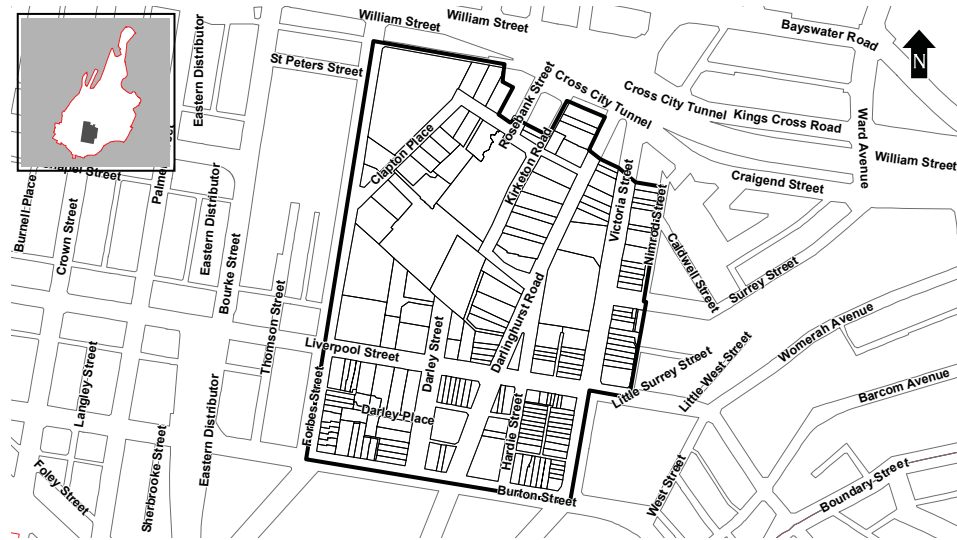 William Street
William Street
Bayswater Road
N
St Peters Street
Eastern Distributor
Rosebank Street
Cross City Tunnel
Cross City Tunnel
Kings Cross Road
Ward Avenue
William Street
Craigend Street
Clapton Place
Kirketon Road
Victoria Street
Nimrod Street
Caldwell Street
Surrey Street
Street
Burnell Place
Crown Street
Eastern Distributor
Bourke Street
Thomson Street
Liverpool Street
Darley Street
Darlinghurst Road
Womerah Avenue
Little Surrey Street
Little West Street
Barcom Avenue
Langley Street
Forbes Street
Darley Place
Hardie Street
Eastern Distributor
Sherbrooke Street
Foley Street
Burton Street
West Street
Boundary Street